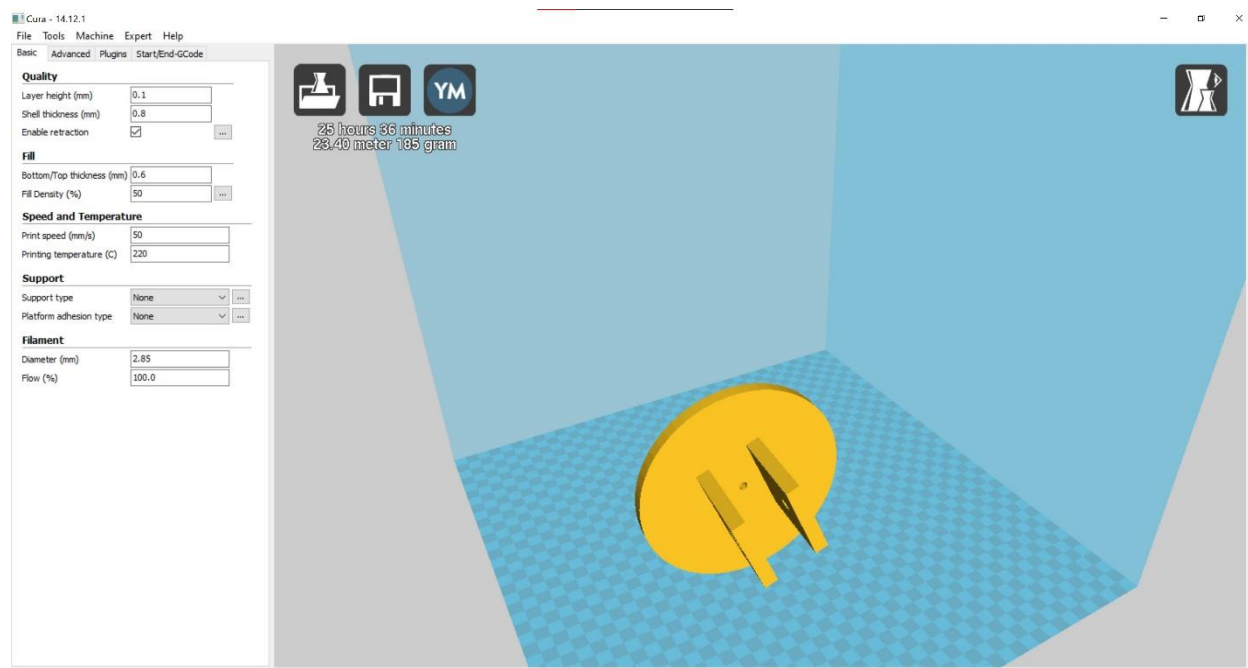 Cura - 14.12.1
File Tools Machine Expert Help
Basic Advanced Plugins Start/End-GCode
Quality
Layer height (mm) 0.1
Shell thickness (mm) 0.8
Enable retraction ...
Fill
Bottom/Top thickness (mm) 0.6
Fill Density (%) 50 ...
Speed and Temperature
Print speed (mm/s) 50
Printing temperature (C) 220
Support
Support type None ...
Platform adhesion type None ...
Filament
Diameter (mm) 2.85
Flow (%) 100.0
YM
25 hours 36 minutes
23.40 meter 185 gram